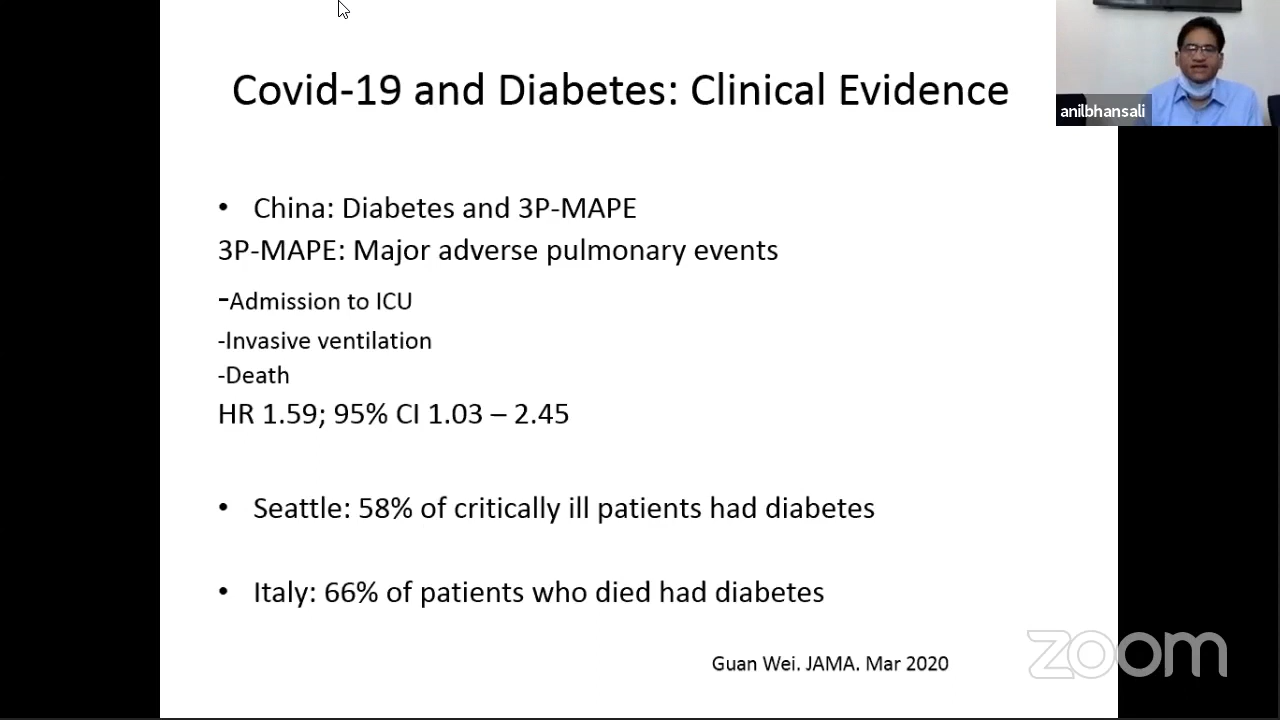 Covid-19 and Diabetes: Clinical Evidence
anilbhansali
• China: Diabetes and 3P-MAPE
3P-MAPE: Major adverse pulmonary events
-Admission to ICU
-Invasive ventilation
-Death
HR 1.59; 95% CI 1.03 – 2.45
• Seattle: 58% of critically ill patients had diabetes
• Italy: 66% of patients who died had diabetes
Guan Wei. JAMA. Mar 2020
zoom